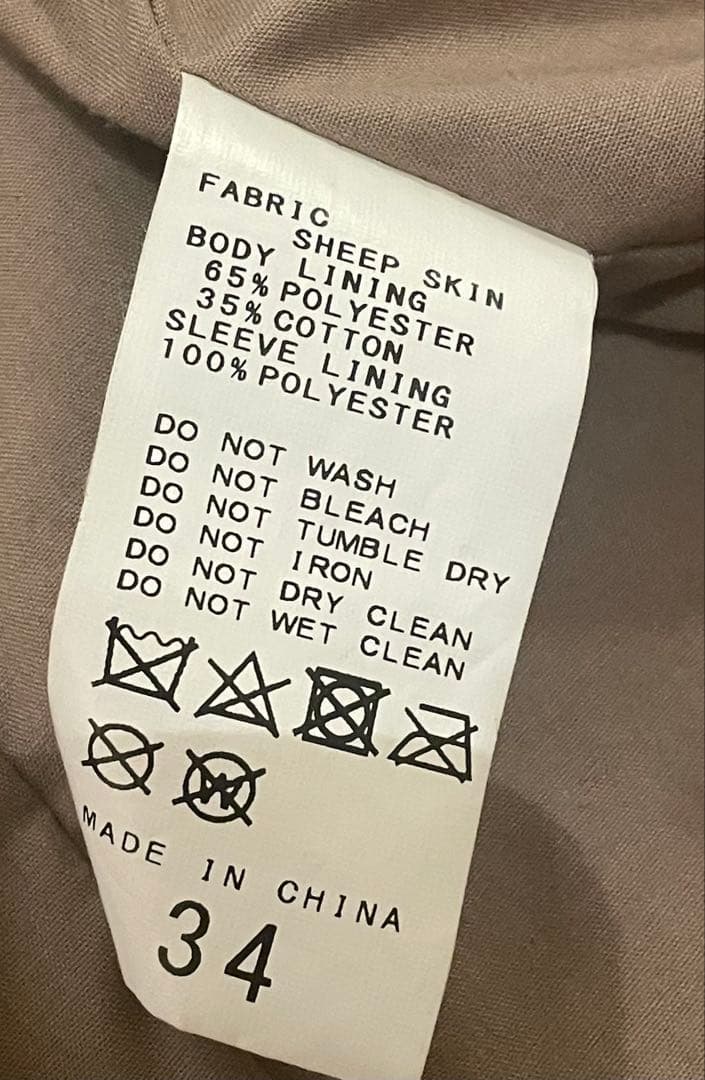 FABRIC
SHEEP SKIN
BODY LINING
65% POLYESTER
35% COTTON
SLEEVE LINING
100% POLYESTER
DO NOT WASH
DO NOT BLEACH
DO NOT TUMBLE DRY
DO NOT IRON
DO NOT DRY CLEAN
DO NOT WET CLEAN
W
MADE IN CHINA
34